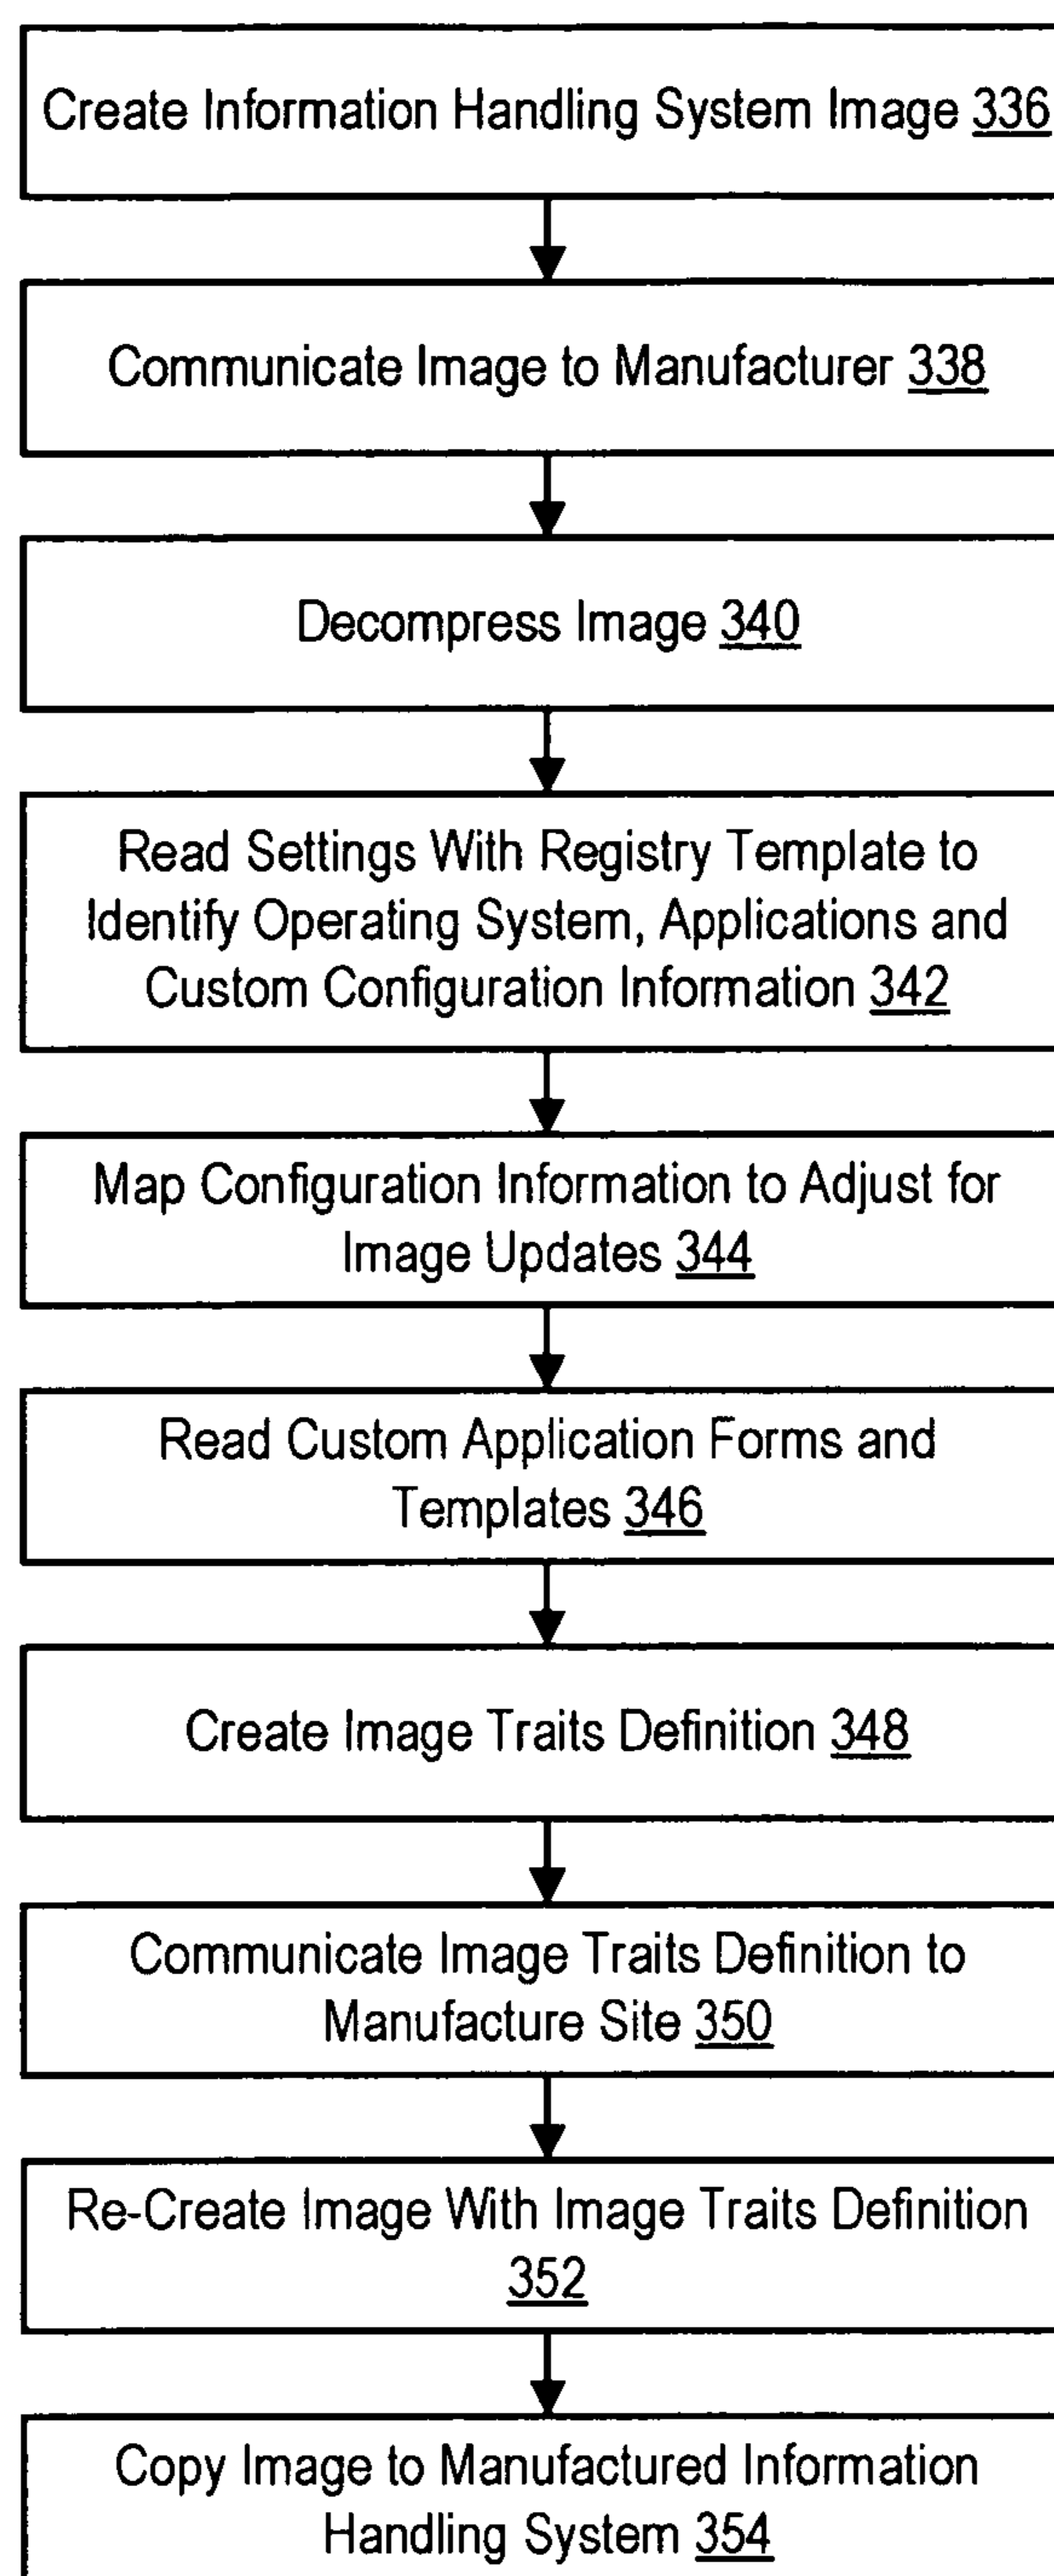 Create Information Handling System Image 336
Communicate Image to Manufacturer 338
Decompress Image 340
Read Settings With Registry Template to
Identify Operating System, Applications and
Custom Configuration Information 342
Map Configuration Information to Adjust for
Image Updates 344
Read Custom Application Forms and
Templates 346
Create Image Traits Definition 348
Communicate Image Traits Definition to
Manufacture Site 350
Re-Create Image With Image Traits Definition
352
Copy Image to Manufactured Information
Handling System 354